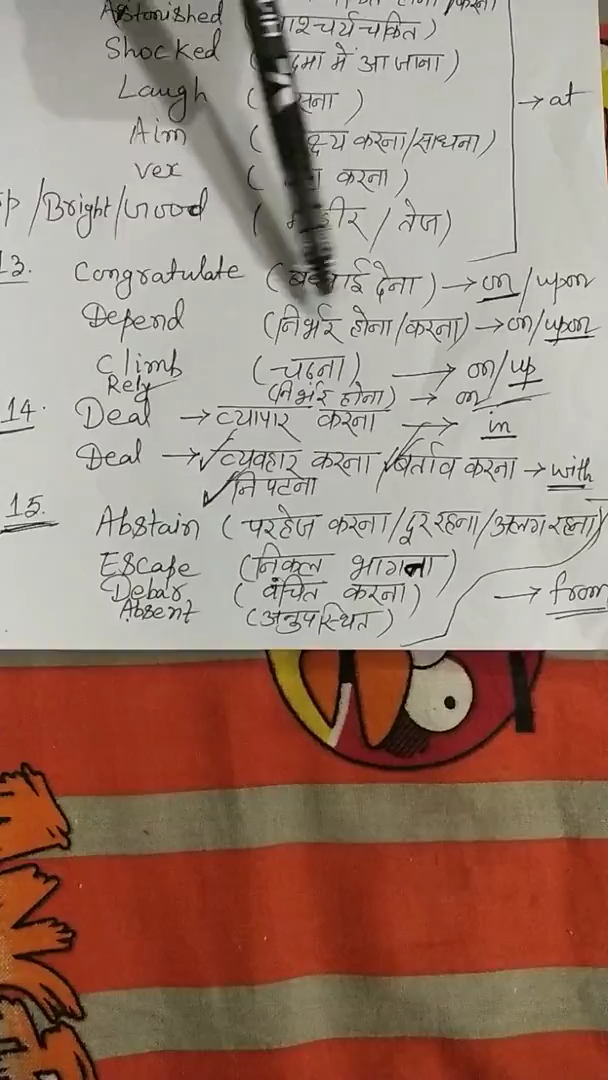 Astonished (आश्चर्यचकित)
Shocked में आ जाना)
Laugh
Aim करना/साधना) → at
Vex करना)
/Bright/Good / तेज)
13. Congratulate देना) → on/upon
Depend (निर्भर होना/करना) → on/upon
Climb (चढ़ना) → on/up
Rely (निर्भर होना) → on
14. Deal → व्यापार करना → in
Deal → व्यवहार करना / बर्ताव करना → with
निपटना
15. Abstain (परहेज करना/दूर रहना/अलग रहना)
Escape (निकल भागना)
Debar (वंचित करना) → from
Absent (अनुपस्थित)